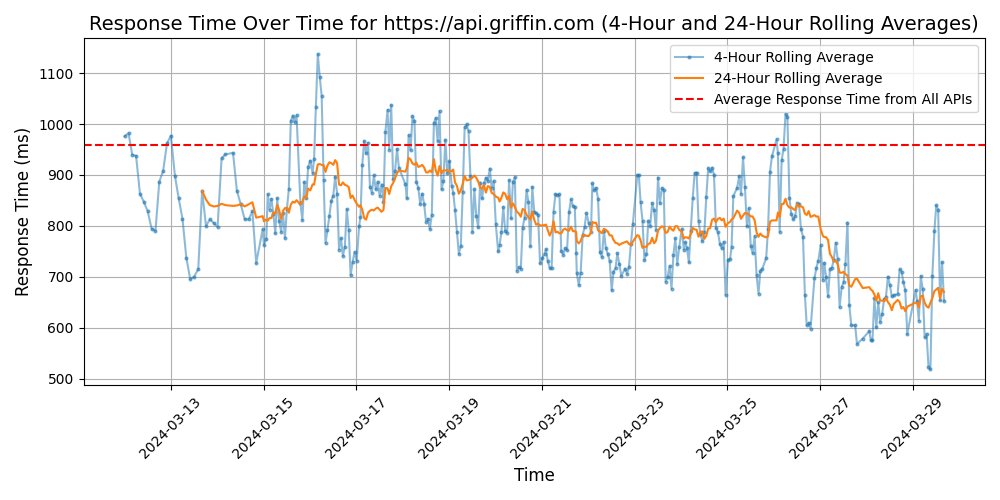 Response Time Over Time for https://api.griffin.com (4-Hour and 24-Hour Rolling Averages)
4-Hour Rolling Average
24-Hour Rolling Average
Average Response Time from All APIs
Response Time (ms)
1100
1000
900
800
700
600
500
2024-03-13
2024-03-15
2024-03-17
2024-03-19
2024-03-21
2024-03-23
2024-03-25
2024-03-27
2024-03-29
Time